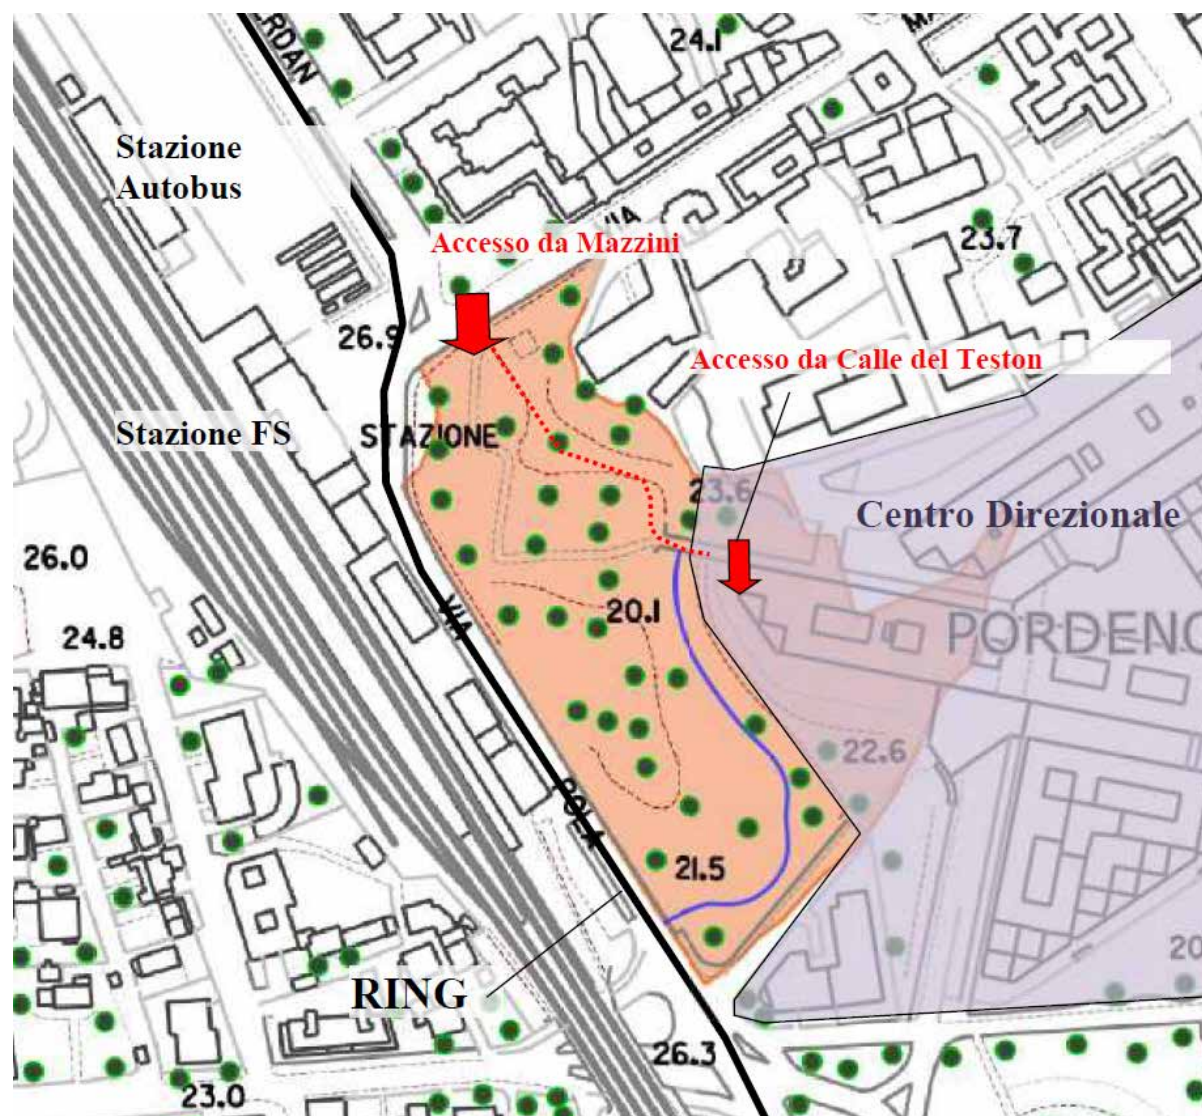 24.1
Stazione
Autobus
Accesso da Mazzini
23.7
26.9
Accesso da Calle del Teston
Stazione FS
STAZIONE
23.6
Centro Direzionale
26.0
VIA
20.1
24.8
PORDENO
22.6
POLA
21.5
RING
26.3
23.0